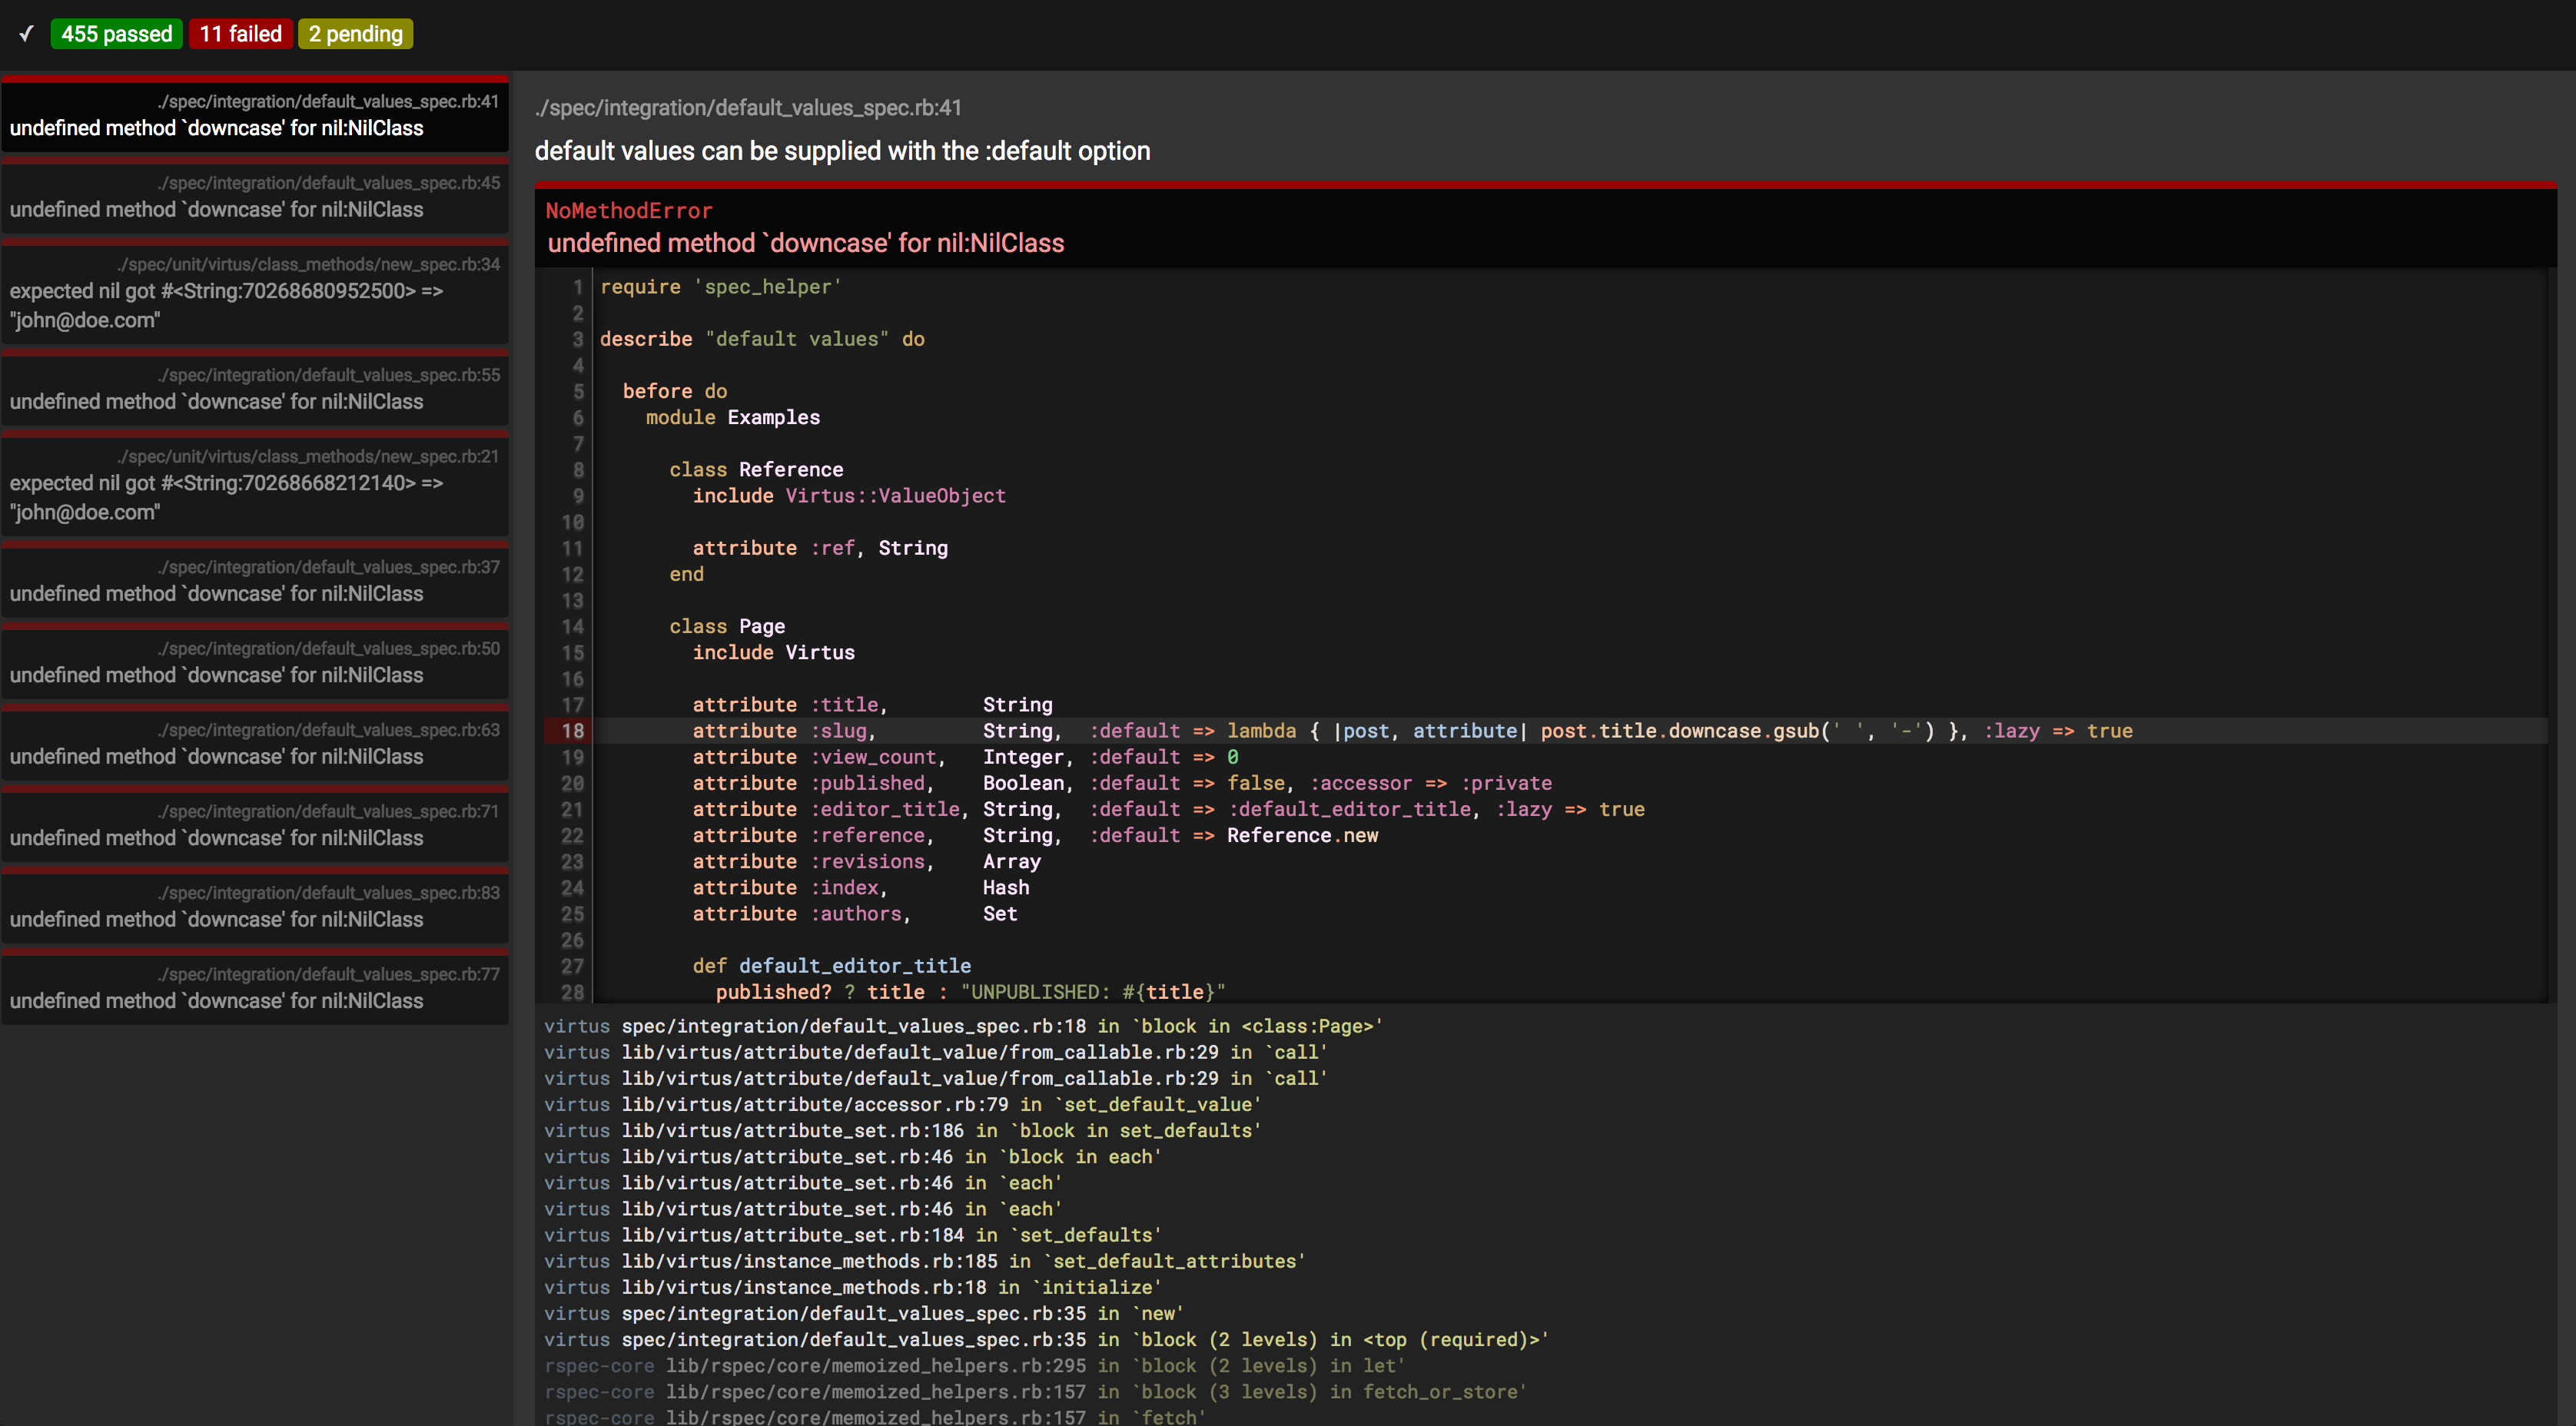 ✓ 455 passed 11 failed 2 pending
./spec/integration/default_values_spec.rb:41
undefined method `downcase' for nil:NilClass
./spec/integration/default_values_spec.rb:45
undefined method `downcase' for nil:NilClass
./spec/unit/virtus/class_methods/new_spec.rb:34
expected nil got #<String:70268680952500> =>
"john@doe.com"
./spec/integration/default_values_spec.rb:55
undefined method `downcase' for nil:NilClass
./spec/unit/virtus/class_methods/new_spec.rb:21
expected nil got #<String:70268668212140> =>
"john@doe.com"
./spec/integration/default_values_spec.rb:37
undefined method `downcase' for nil:NilClass
./spec/integration/default_values_spec.rb:50
undefined method `downcase' for nil:NilClass
./spec/integration/default_values_spec.rb:63
undefined method `downcase' for nil:NilClass
./spec/integration/default_values_spec.rb:71
undefined method `downcase' for nil:NilClass
./spec/integration/default_values_spec.rb:83
undefined method `downcase' for nil:NilClass
./spec/integration/default_values_spec.rb:77
undefined method `downcase' for nil:NilClass
./spec/integration/default_values_spec.rb:41
default values can be supplied with the :default option
NoMethodError
undefined method `downcase' for nil:NilClass
1 require 'spec_helper'
2
3 describe "default values" do
4
5   before do
6     module Examples
7
8       class Reference
9         include Virtus::ValueObject
10
11         attribute :ref, String
12       end
13
14       class Page
15         include Virtus
16
17         attribute :title,        String
18         attribute :slug,         String,  :default => lambda { |post, attribute| post.title.downcase.gsub(' ', '-') }, :lazy => true
19         attribute :view_count,   Integer, :default => 0
20         attribute :published,    Boolean, :default => false, :accessor => :private
21         attribute :editor_title, String,  :default => :default_editor_title, :lazy => true
22         attribute :reference,    String,  :default => Reference.new
23         attribute :revisions,    Array
24         attribute :index,        Hash
25         attribute :authors,      Set
26
27         def default_editor_title
28           published? ? title : "UNPUBLISHED: #{title}"
virtus spec/integration/default_values_spec.rb:18 in `block in <class:Page>'
virtus lib/virtus/attribute/default_value/from_callable.rb:29 in `call'
virtus lib/virtus/attribute/default_value/from_callable.rb:29 in `call'
virtus lib/virtus/attribute/accessor.rb:79 in `set_default_value'
virtus lib/virtus/attribute_set.rb:186 in `block in set_defaults'
virtus lib/virtus/attribute_set.rb:46 in `block in each'
virtus lib/virtus/attribute_set.rb:46 in `each'
virtus lib/virtus/attribute_set.rb:46 in `each'
virtus lib/virtus/attribute_set.rb:184 in `set_defaults'
virtus lib/virtus/instance_methods.rb:185 in `set_default_attributes'
virtus lib/virtus/instance_methods.rb:18 in `initialize'
virtus spec/integration/default_values_spec.rb:35 in `new'
virtus spec/integration/default_values_spec.rb:35 in `block (2 levels) in <top (required)>'
rspec-core lib/rspec/core/memoized_helpers.rb:295 in `block (2 levels) in let'
rspec-core lib/rspec/core/memoized_helpers.rb:157 in `block (3 levels) in fetch_or_store'
rspec-core lib/rspec/core/memoized_helpers.rb:157 in `fetch'